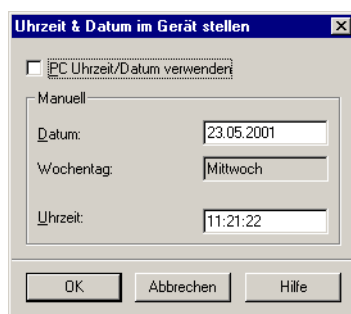 Uhrzeit & Datum im Gerät stellen
PC Uhrzeit/Datum verwenden
Manuell
Datum: 23.05.2001
Wochentag: Mittwoch
Uhrzeit: 11:21:22
OK Abbrechen Hilfe